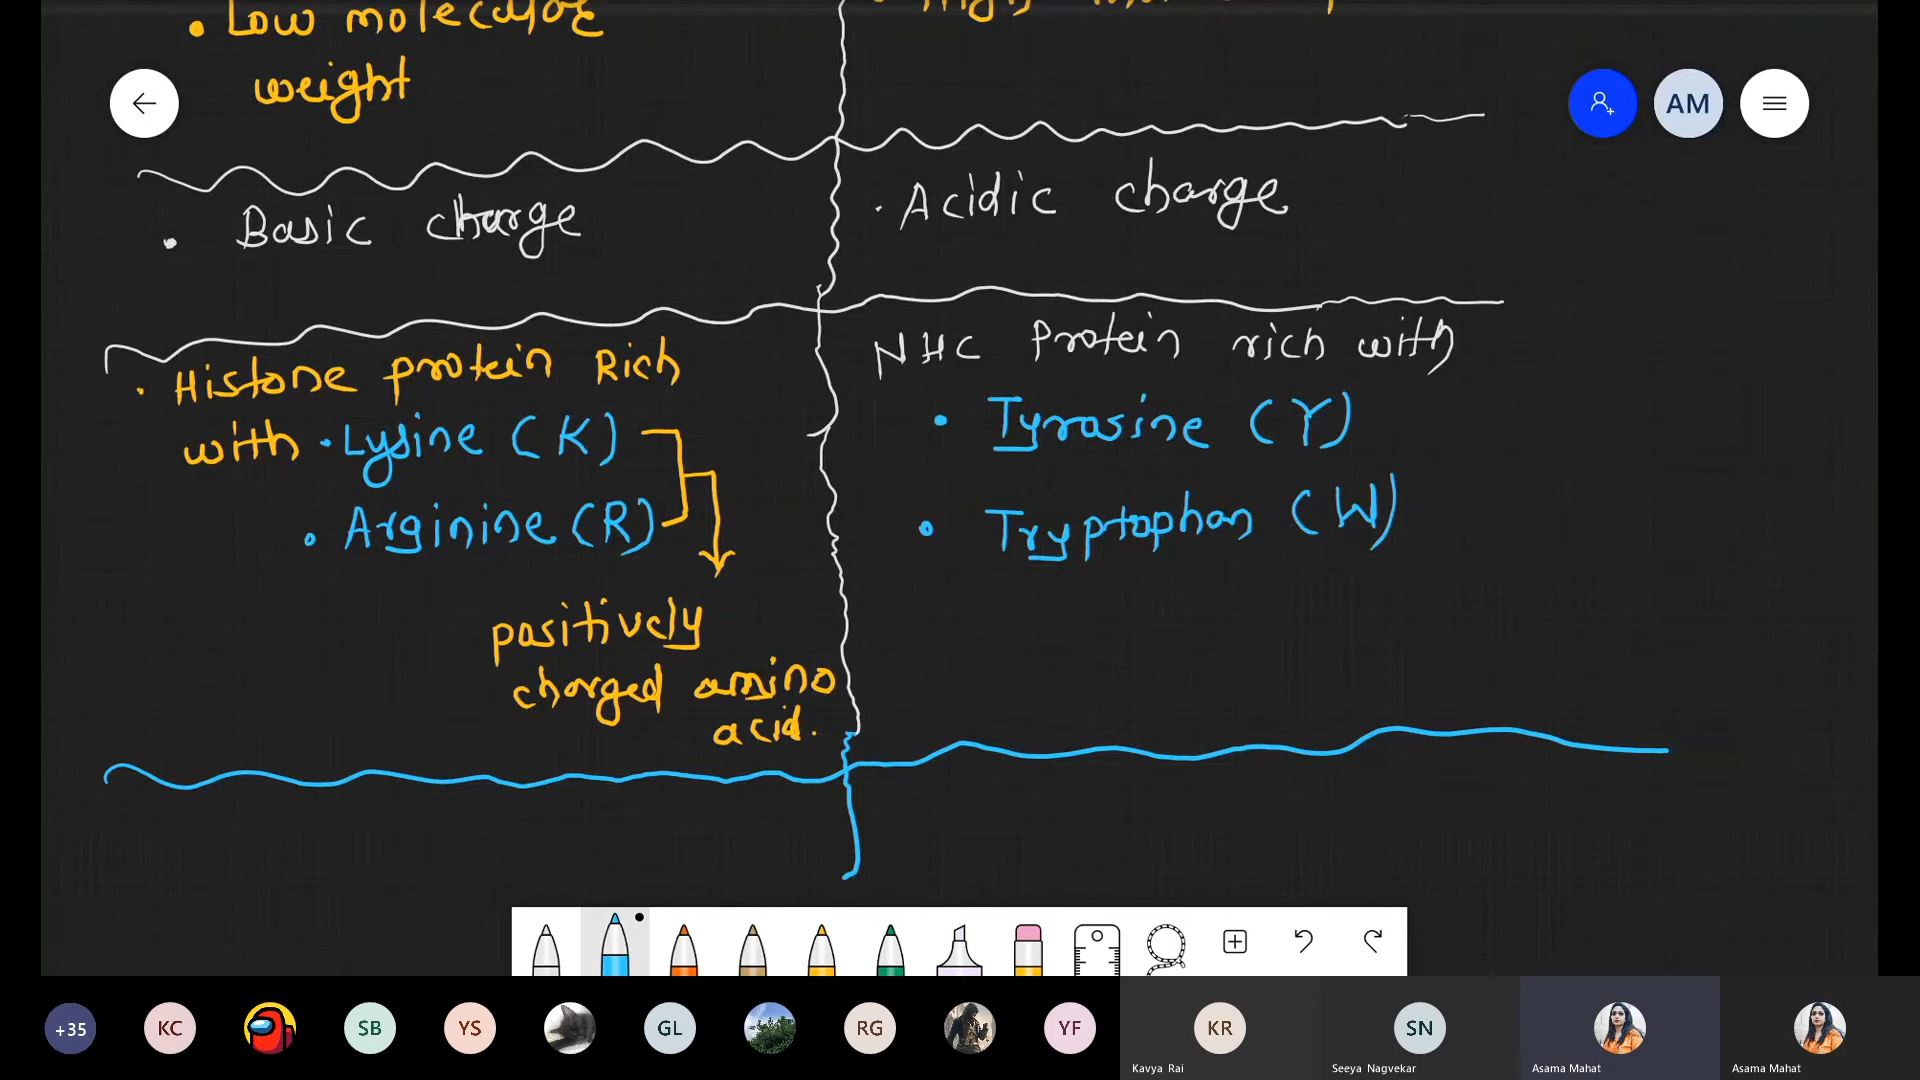 • Low molecular
weight
AM
• Basic charge
• Acidic charge
• Histone protein Rich
with • Lysine (K)
• Arginine (R)
positively
charged amino
acid.
NHC Protein rich with
• Tyrosine (Y)
• Tryptophan (W)
+35
KC
SB
YS
GL
RG
YF
KR
SN
Kavya Rai
Seeya Nagvekar
Asama Mahat
Asama Mahat